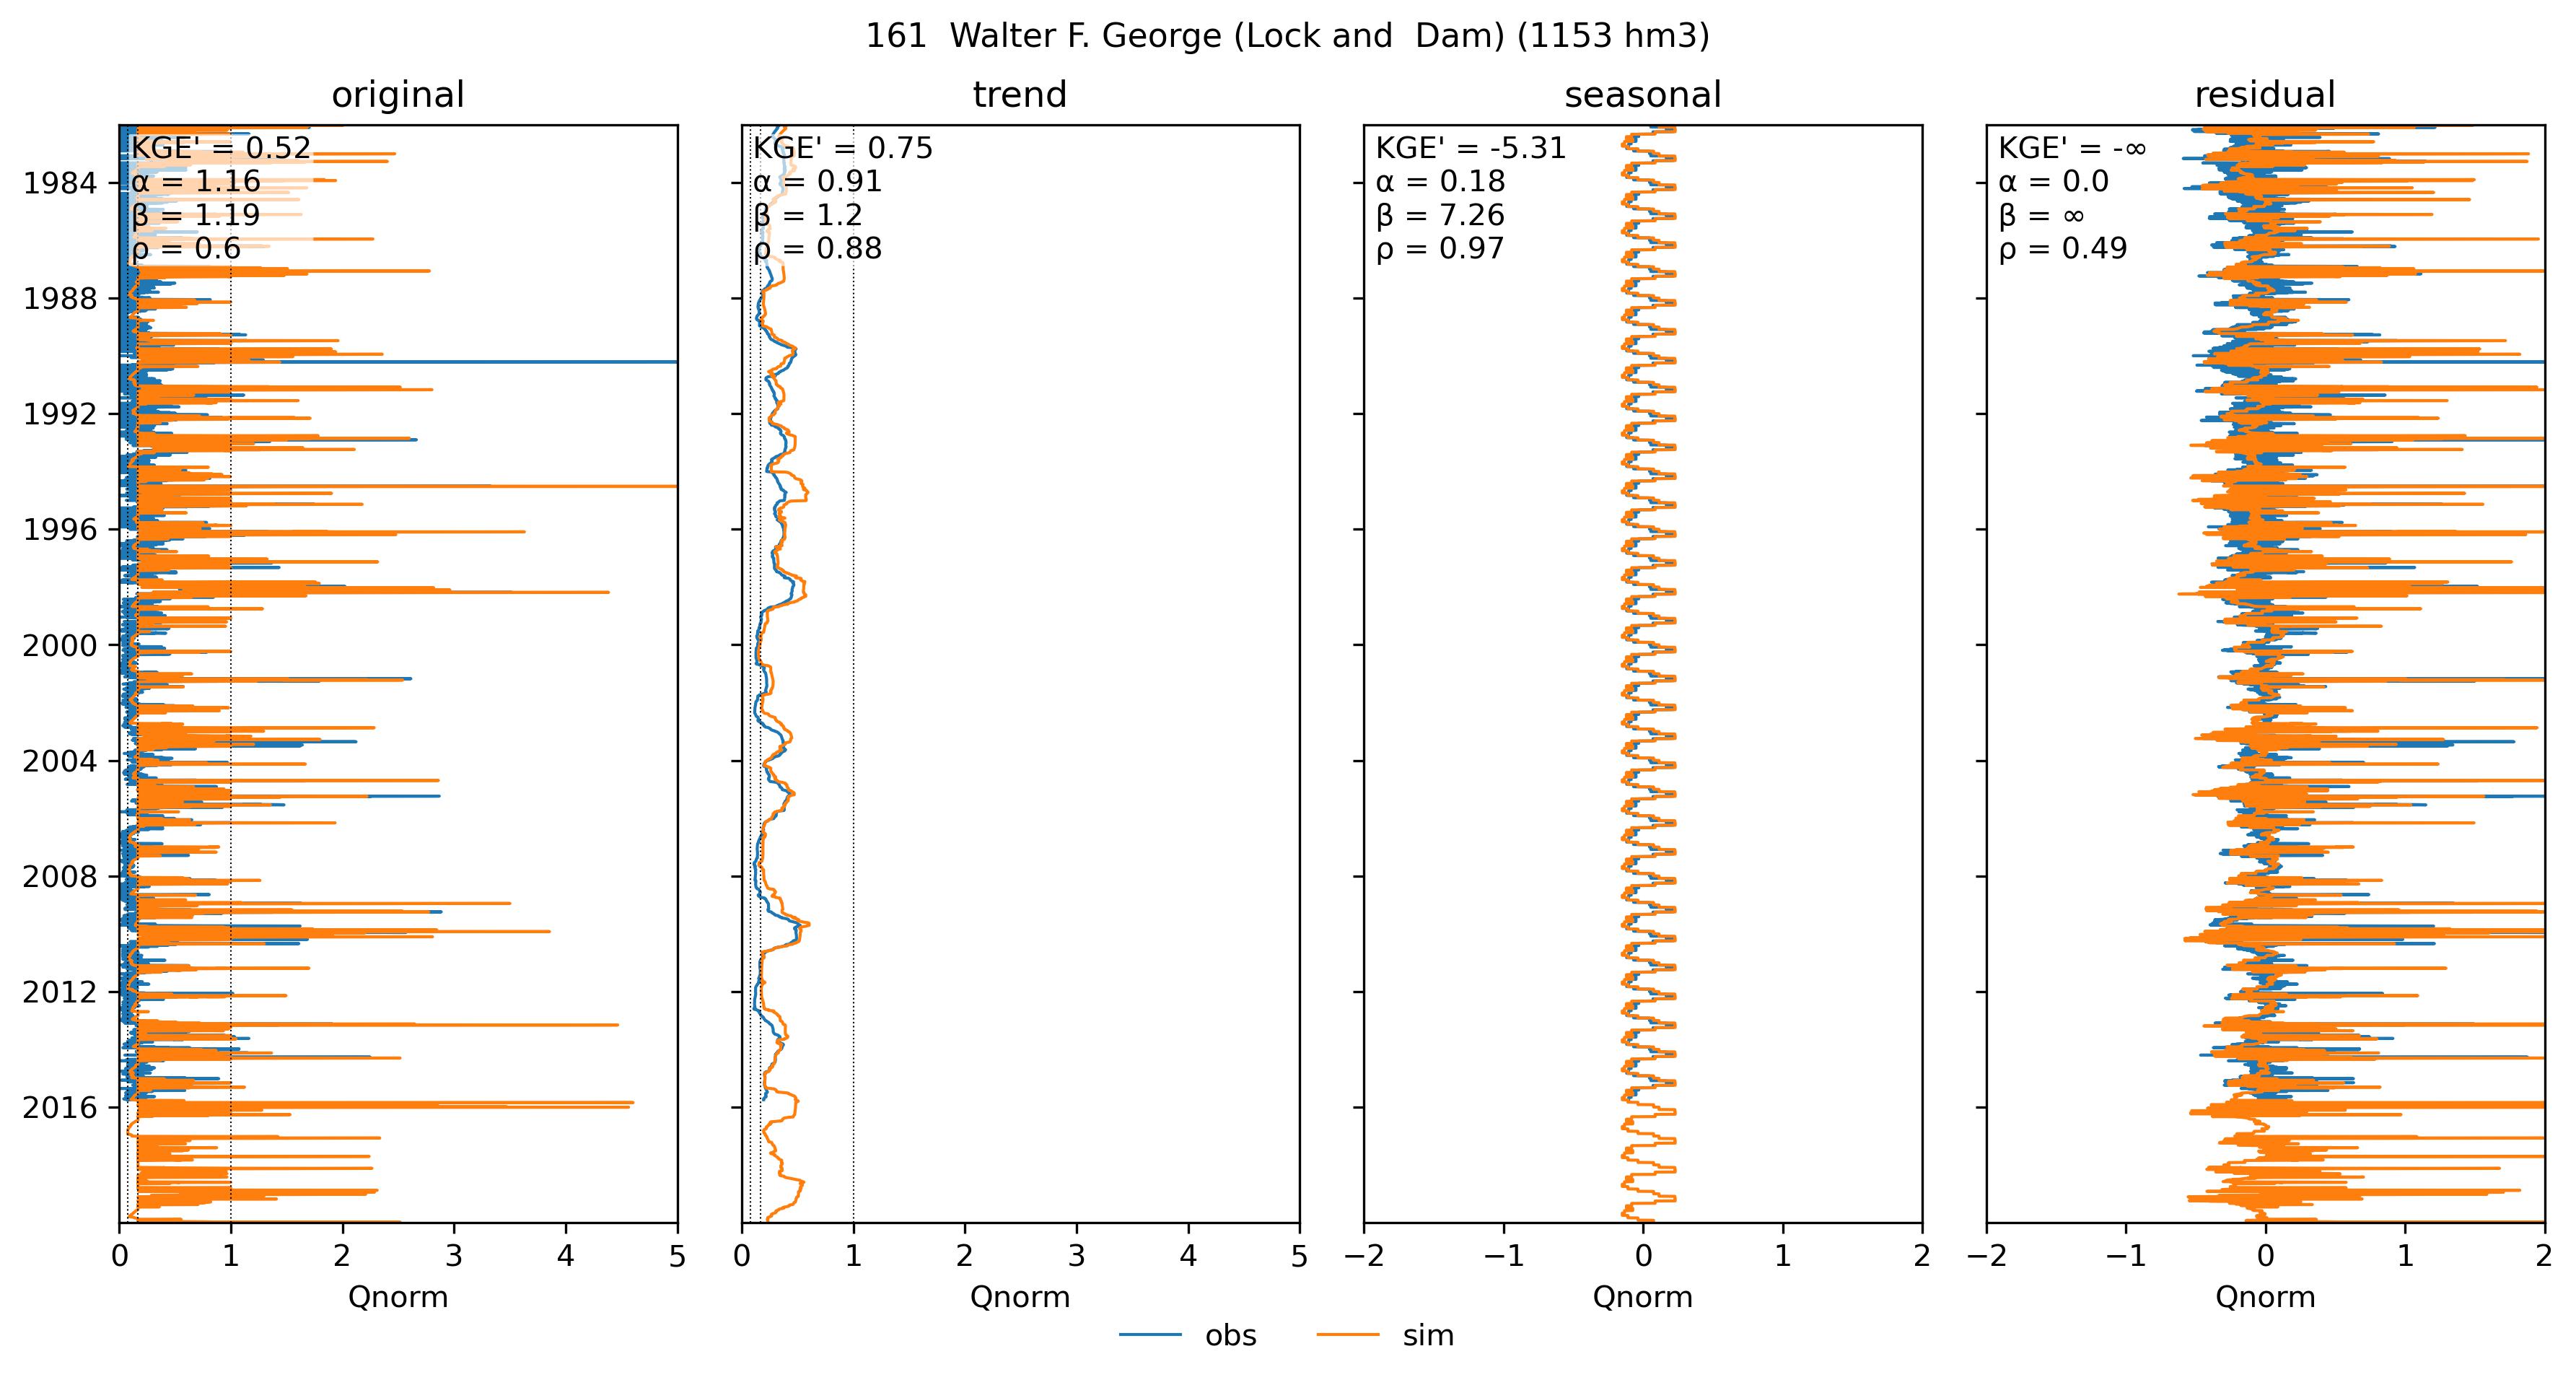 161  Walter F. George (Lock and  Dam) (1153 hm3)
original
trend
seasonal
residual
KGE' = 0.52
α = 1.16
β = 1.19
ρ = 0.6
KGE' = 0.75
α = 0.91
β = 1.2
ρ = 0.88
KGE' = -5.31
α = 0.18
β = 7.26
ρ = 0.97
KGE' = -∞
α = 0.0
β = ∞
ρ = 0.49
1984
1988
1992
1996
2000
2004
2008
2012
2016
0 1 2 3 4 5
0 1 2 3 4 5
−2 −1 0 1 2
−2 −1 0 1 2
Qnorm
Qnorm
Qnorm
Qnorm
obs
sim